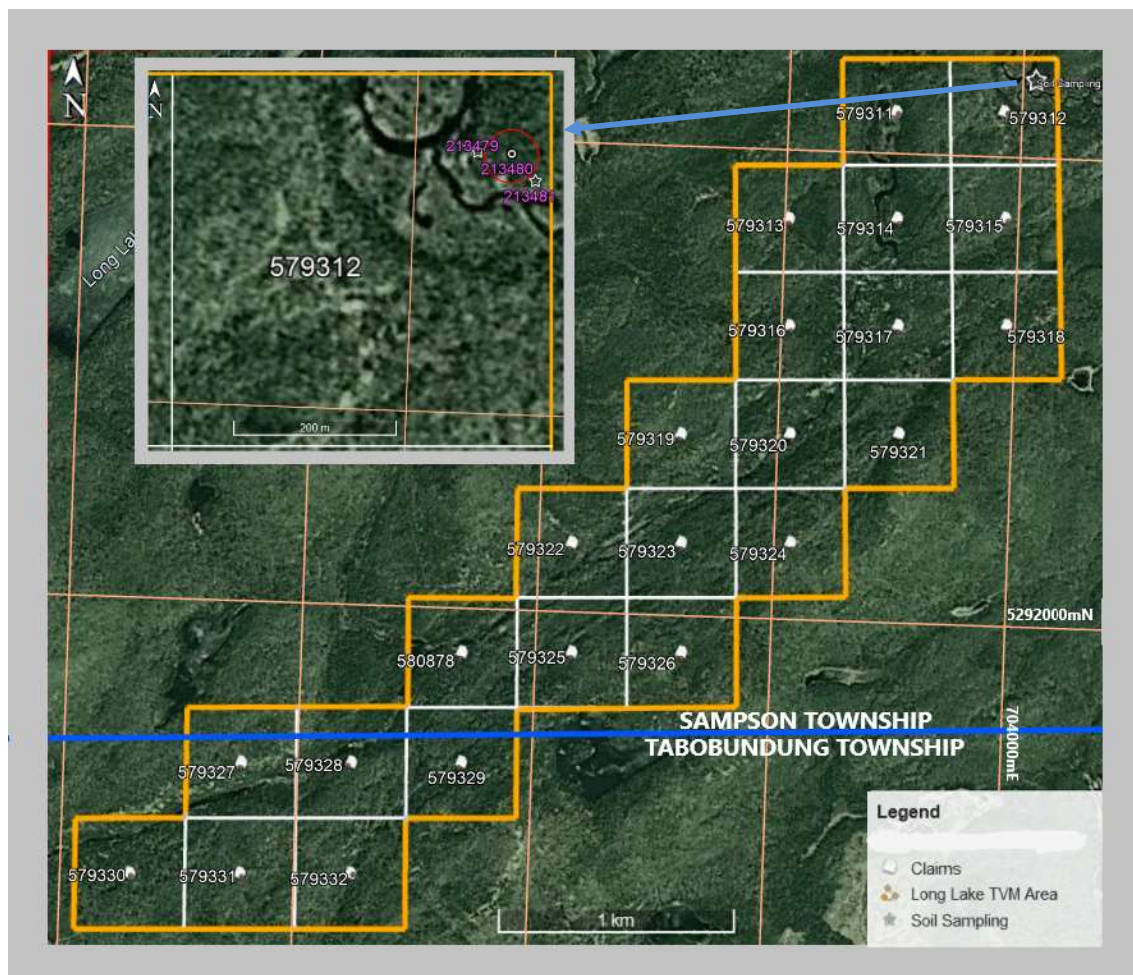 N
N
Long Lak
213479
213480
213481
579312
200 m
Soil Sampling
579311
579312
579313
579314
579315
579316
579317
579318
579319
579320
579321
579322
579323
579324
5292000mN
580878
579325
579326
SAMPSON TOWNSHIP
TABOBUNDUNG TOWNSHIP
704000mE
579327
579328
579329
579330
579331
579332
1 km
Legend
Claims
Long Lake TVM Area
Soil Sampling